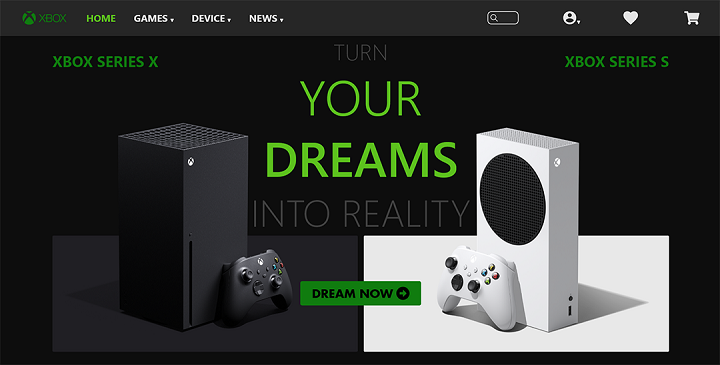 XBOX HOME GAMES DEVICE NEWS
TURN
XBOX SERIES X
XBOX SERIES S
YOUR
DREAMS
INTO REALITY
DREAM NOW